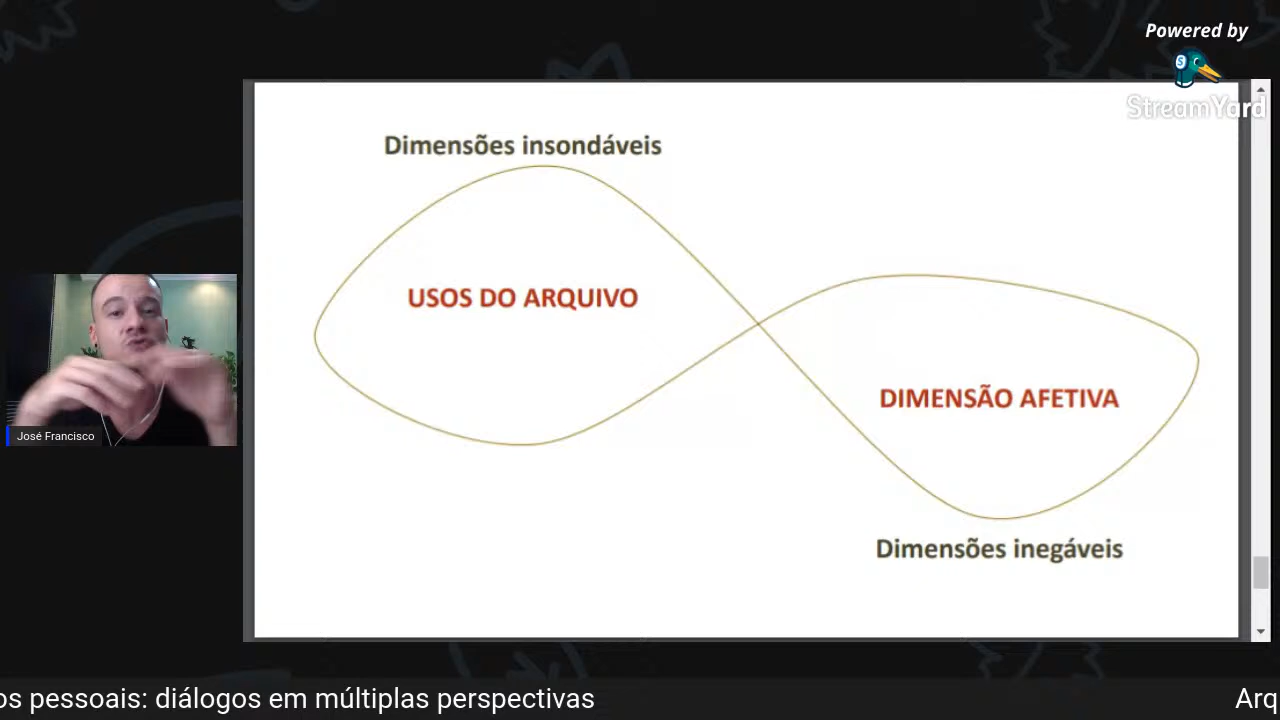 Powered by
StreamYard
Dimensões insondáveis
USOS DO ARQUIVO
DIMENSÃO AFETIVA
José Francisco
Dimensões inegáveis
os pessoais: diálogos em múltiplas perspectivas
Arq